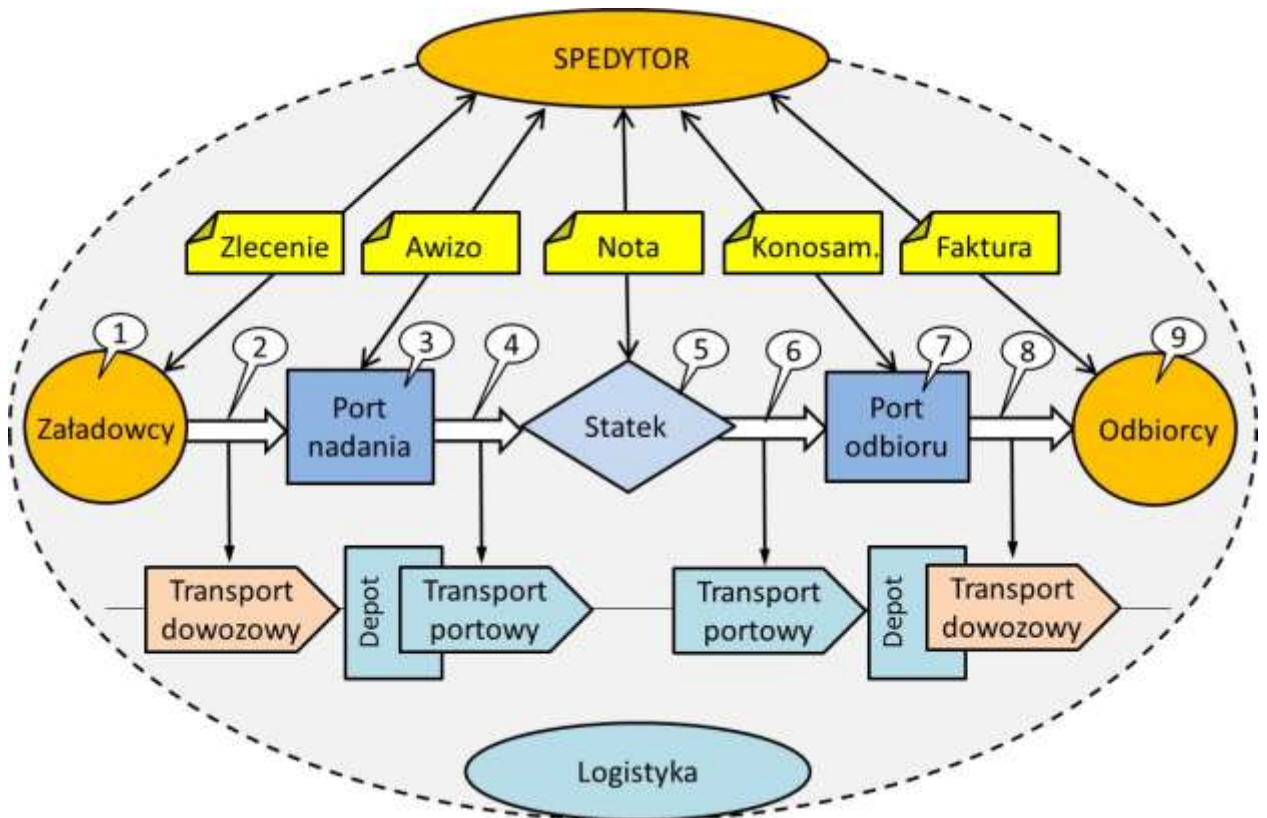 SPEDYTOR
Zlecenie
Awizo
Nota
Konosam.
Faktura
1
2
3
4
5
6
7
8
9
Załadowcy
Port
nadania
Statek
Port
odbioru
Odbiorcy
Transport
dowozowy
Depot
Transport
portowy
Transport
portowy
Depot
Transport
dowozowy
Logistyka